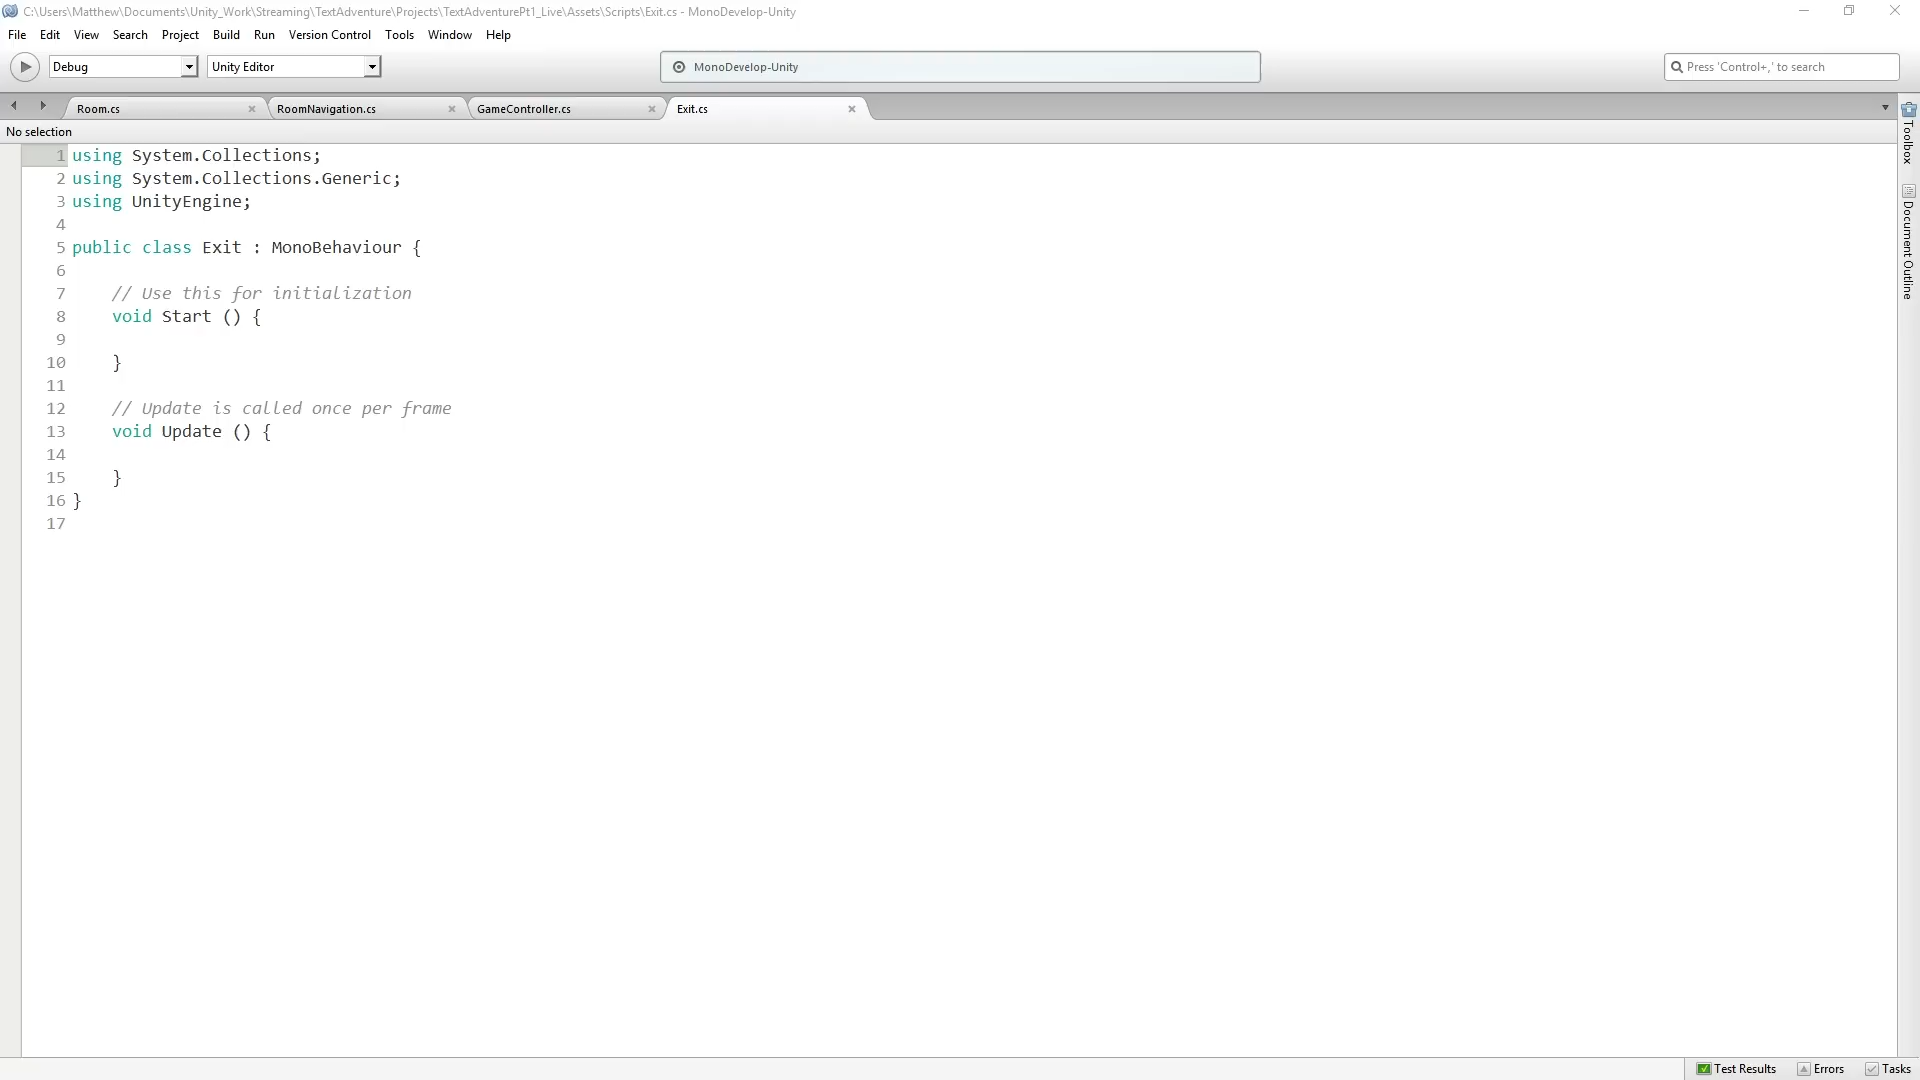 C:\Users\Matthew\Documents\Unity_Work\Streaming\TextAdventure\Projects\TextAdventurePt1_Live\Assets\Scripts\Exit.cs - MonoDevelop-Unity
File Edit View Search Project Build Run Version Control Tools Window Help
Debug Unity Editor MonoDevelop-Unity Press 'Control+,' to search
Room.cs RoomNavigation.cs GameController.cs Exit.cs
No selection
1 using System.Collections;
2 using System.Collections.Generic;
3 using UnityEngine;
4
5 public class Exit : MonoBehaviour {
6
7 // Use this for initialization
8 void Start () {
9
10 }
11
12 // Update is called once per frame
13 void Update () {
14
15 }
16 }
17
Toolbox
Document Outline
Test Results Errors Tasks